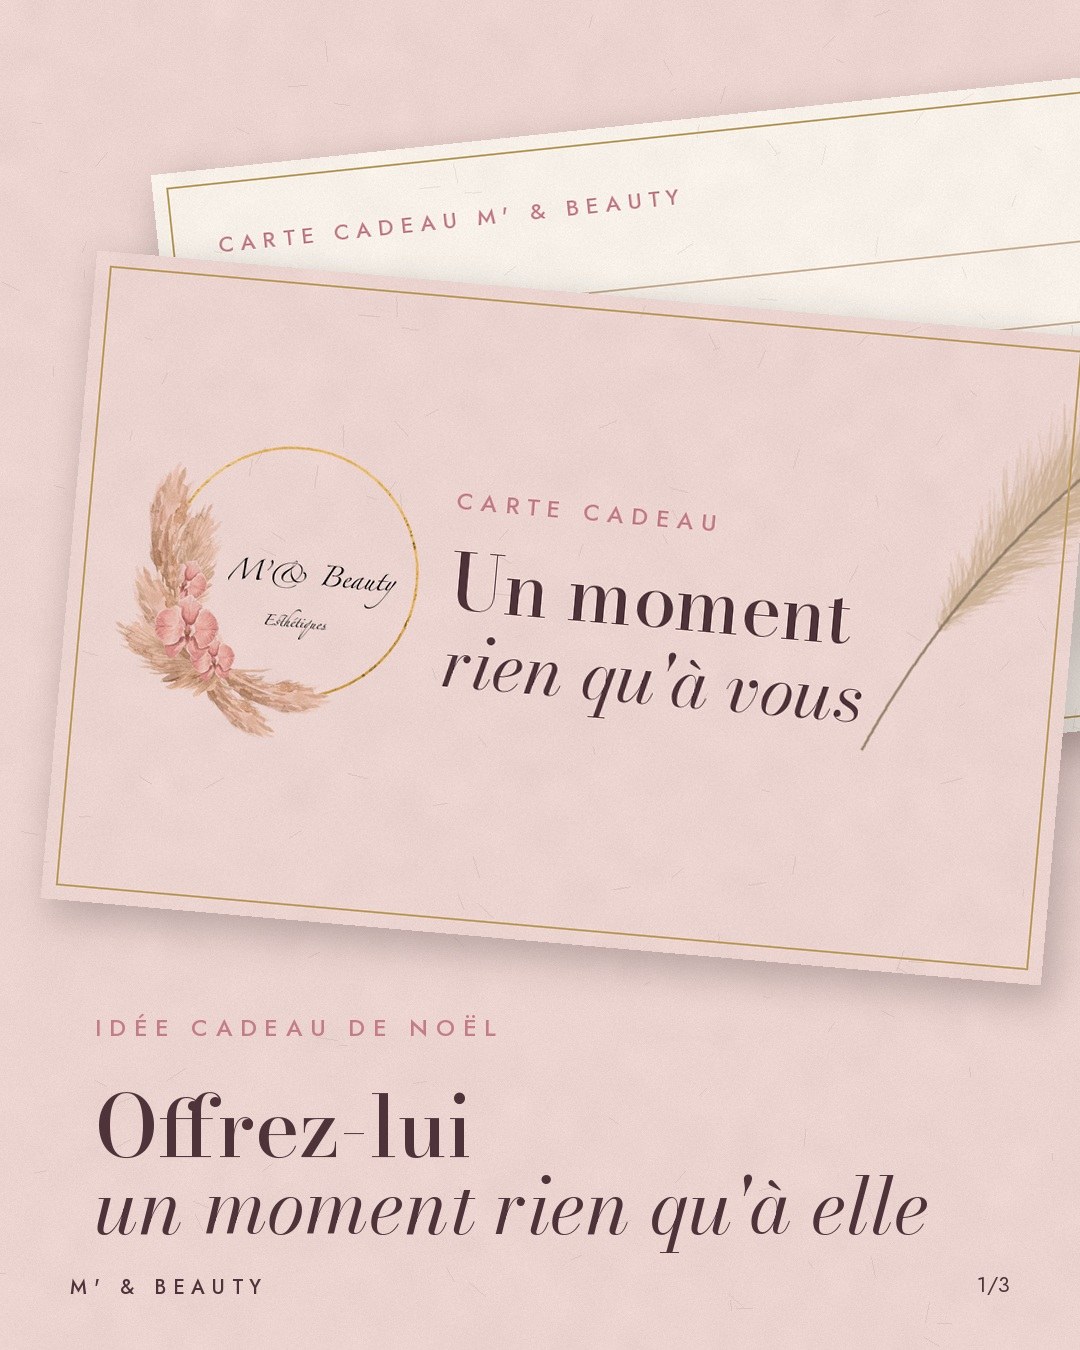 CARTE CADEAU M' & BEAUTY
M'& Beauty
Esthétiques
CARTE CADEAU
Un moment
rien qu'à vous
IDÉE CADEAU DE NOËL
Offrez-lui
un moment rien qu'à elle
M' & BEAUTY
1/3